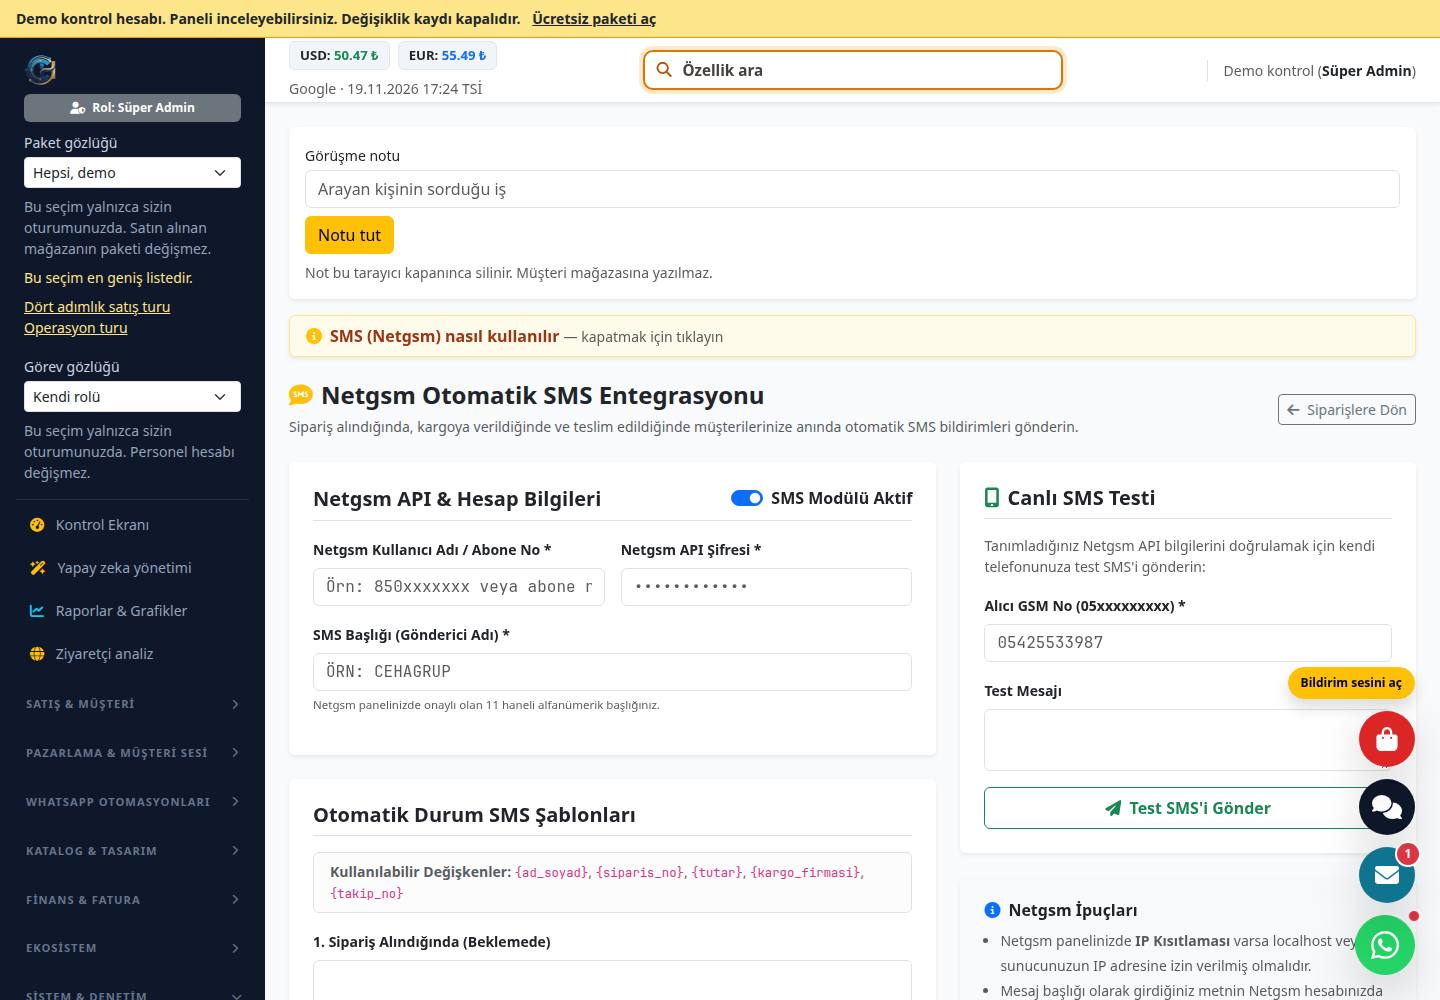 Demo kontrol hesabı. Paneli inceleyebilirsiniz. Değişiklik kaydı kapalıdır. Ücretsiz paketi aç
Rol: Süper Admin
Paket gözlüğü
Hepsi, demo
Bu seçim yalnızca sizin
oturumunuzda. Satın alınan
mağazanın paketi değişmez.
Bu seçim en geniş listedir.
Dört adımlık satış turu
Operasyon turu
Görev gözlüğü
Kendi rolü
Bu seçim yalnızca sizin
oturumunuzda. Personel hesabı
değişmez.
Kontrol Ekranı
Yapay zeka yönetimi
Raporlar & Grafikler
Ziyaretçi analiz
SATIŞ & MÜŞTERİ
PAZARLAMA & MÜŞTERİ SESİ
WHATSAPP OTOMASYONLARI
KATALOG & TASARIM
FİNANS & FATURA
EKOSİSTEM
SİSTEM & DENETİM
USD: 50.47 ₺ EUR: 55.49 ₺
Google · 19.11.2026 17:24 TSİ
Özellik ara
Demo kontrol (Süper Admin)
Görüşme notu
Arayan kişinin sorduğu iş
Notu tut
Not bu tarayıcı kapanınca silinir. Müşteri mağazasına yazılmaz.
SMS (Netgsm) nasıl kullanılır — kapatmak için tıklayın
SMS
Netgsm Otomatik SMS Entegrasyonu
Sipariş alındığında, kargoya verildiğinde ve teslim edildiğinde müşterilerinize anında otomatik SMS bildirimleri gönderin.
Siparişlere Dön
Netgsm API & Hesap Bilgileri
SMS Modülü Aktif
Netgsm Kullanıcı Adı / Abone No *
Örn: 850xxxxxxx veya abone r
Netgsm API Şifresi *
••••••••••••
SMS Başlığı (Gönderici Adı) *
ÖRN: CEHAGRUP
Netgsm panelinizde onaylı olan 11 haneli alfanümerik başlığınız.
Otomatik Durum SMS Şablonları
Kullanılabilir Değişkenler: {ad_soyad}, {siparis_no}, {tutar}, {kargo_firmasi},
{takip_no}
1. Sipariş Alındığında (Beklemede)
Canlı SMS Testi
Tanımladığınız Netgsm API bilgilerini doğrulamak için kendi
telefonunuza test SMS'i gönderin:
Alıcı GSM No (05xxxxxxxxx) *
05425533987
Bildirim sesini aç
Test Mesajı
Test SMS'i Gönder
1
Netgsm İpuçları
Netgsm panelinizde IP Kısıtlaması varsa localhost vey
sunucunuzun IP adresine izin verilmiş olmalıdır.
Mesaj başlığı olarak girdiğiniz metnin Netgsm hesabınızda